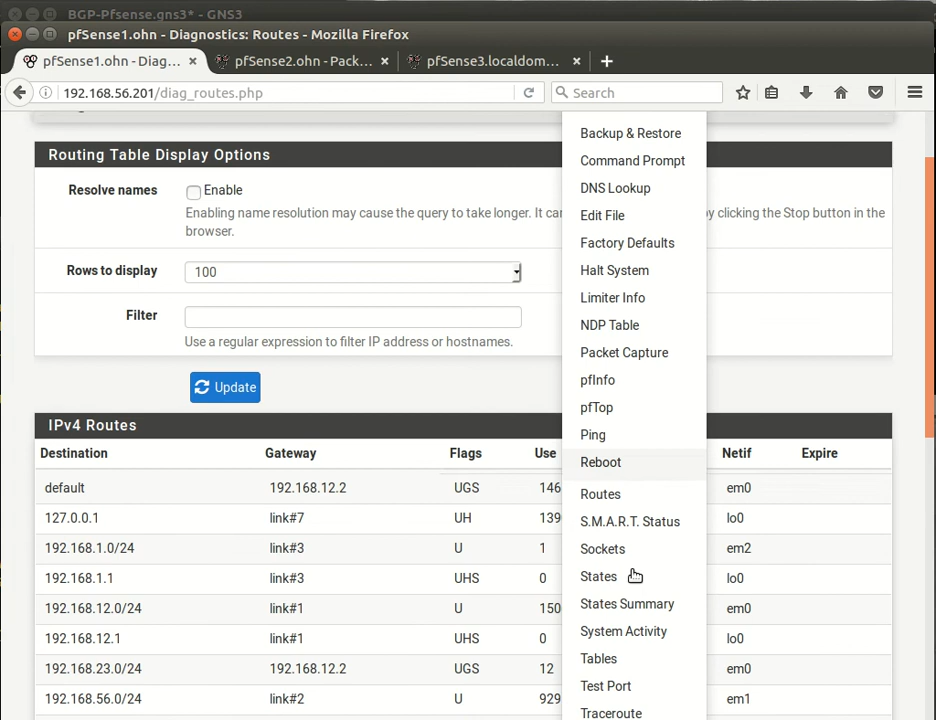 BGP-Pfsense.gns3* - GNS3
pfSense1.ohn - Diagnostics: Routes - Mozilla Firefox
pfSense1.ohn - Diag... × pfSense2.ohn - Pack... × pfSense3.localdom... × +
192.168.56.201/diag_routes.php Search
Routing Table Display Options
Resolve names Enable
Enabling name resolution may cause the query to take longer. It can by clicking the Stop button in the
browser.
Rows to display 100
Filter
Use a regular expression to filter IP address or hostnames.
Update
Backup & Restore
Command Prompt
DNS Lookup
Edit File
Factory Defaults
Halt System
Limiter Info
NDP Table
Packet Capture
pfInfo
pfTop
Ping
Reboot
Routes
S.M.A.R.T. Status
Sockets
States
States Summary
System Activity
Tables
Test Port
Traceroute
IPv4 Routes
Destination Gateway Flags Use Netif Expire
default 192.168.12.2 UGS 146 em0
127.0.0.1 link#7 UH 139 lo0
192.168.1.0/24 link#3 U 1 em2
192.168.1.1 link#3 UHS 0 lo0
192.168.12.0/24 link#1 U 150 em0
192.168.12.1 link#1 UHS 0 lo0
192.168.23.0/24 192.168.12.2 UGS 12 em0
192.168.56.0/24 link#2 U 929 em1